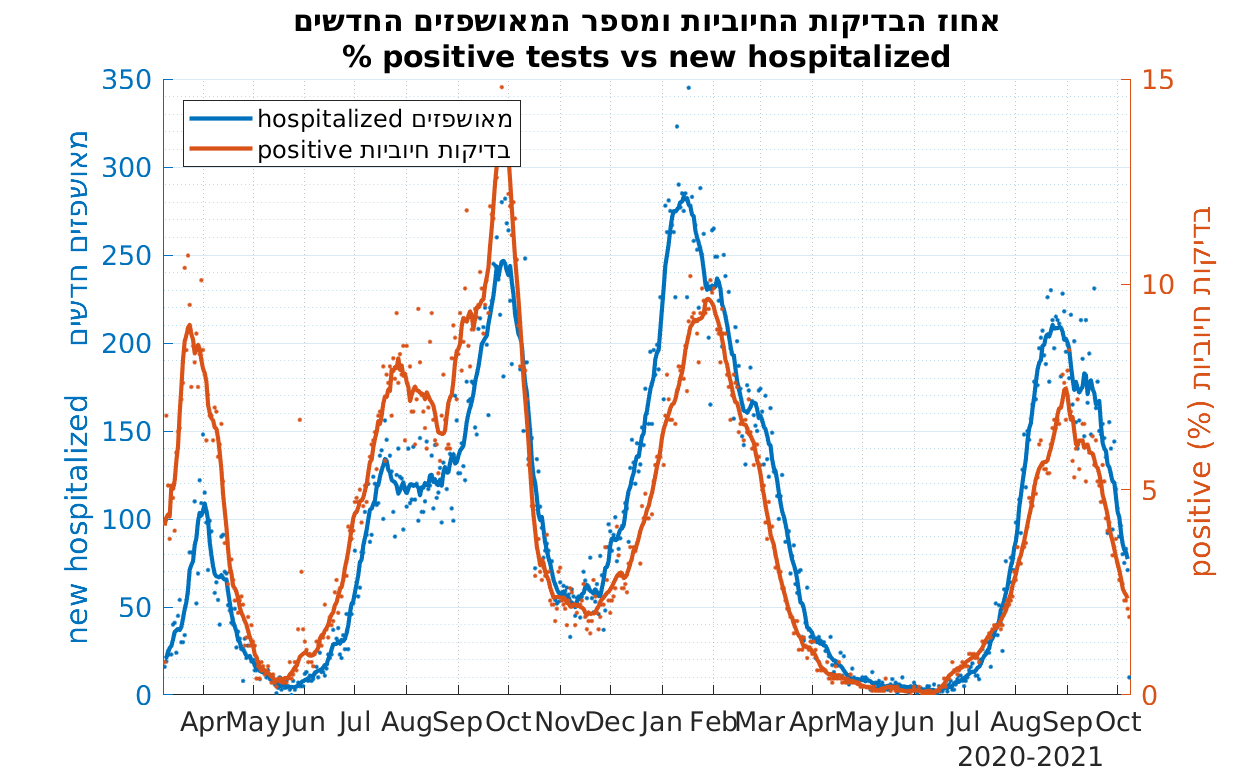 אחוז הבדיקות החיוביות ומספר המאושפזים החדשים
% positive tests vs new hospitalized
350
300
250
200
150
100
50
0
new hospitalized מאושפזים חדשים
hospitalized מאושפזים
positive בדיקות חיוביות
15
10
5
0
positive (%) בדיקות חיוביות
Apr May Jun Jul Aug Sep Oct Nov Dec Jan Feb Mar Apr May Jun Jul Aug Sep Oct
2020-2021